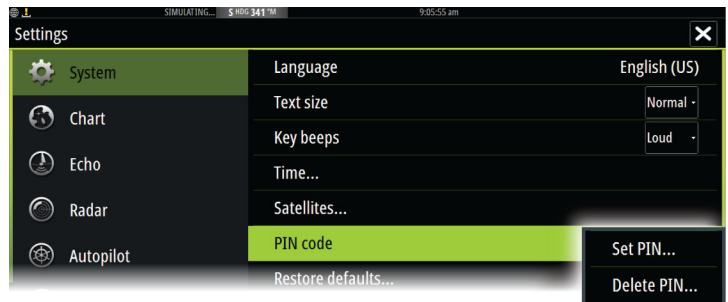 SIMULATING... S HDG 341 °M 9:05:55 am
Settings
System
Chart
Echo
Radar
Autopilot
Language English (US)
Text size Normal
Key beeps Loud
Time...
Satellites...
PIN code
Restore defaults...
Set PIN...
Delete PIN...